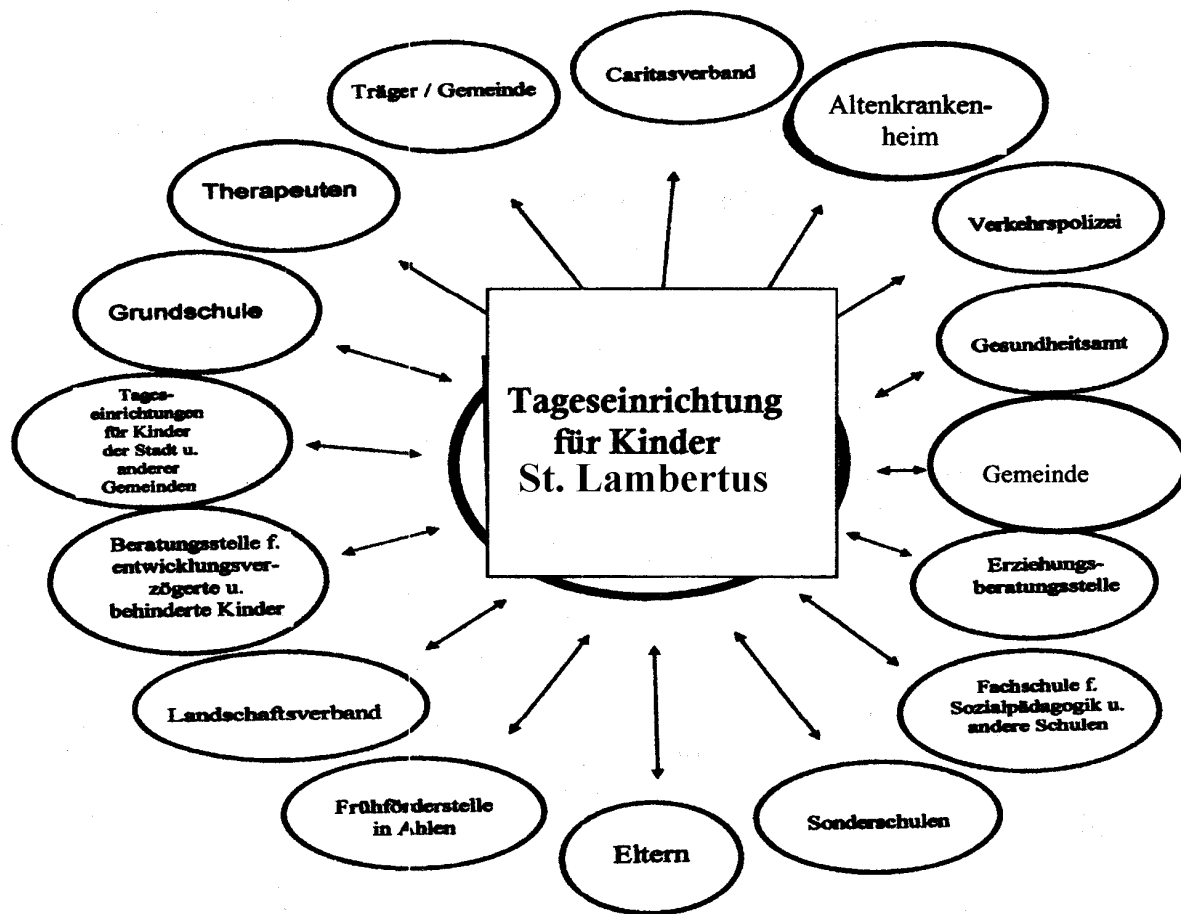 Caritasverband
Träger / Gemeinde
Altenkranken-
heim
Therapeuten
Verkehrspolizei
Grundschule
Gesundheitsamt
Tages-
einrichtungen
für Kinder
der Stadt u.
anderer
Gemeinden
Tageseinrichtung
für Kinder
St. Lambertus
Gemeinde
Beratungsstelle f.
entwicklungsver-
zögerte u.
behinderte Kinder
Erziehungs-
beratungsstelle
Landschaftsverband
Fachschule f.
Sozialpädagogik u.
andere Schulen
Frühförderstelle
in Ahlen
Eltern
Sonderschulen